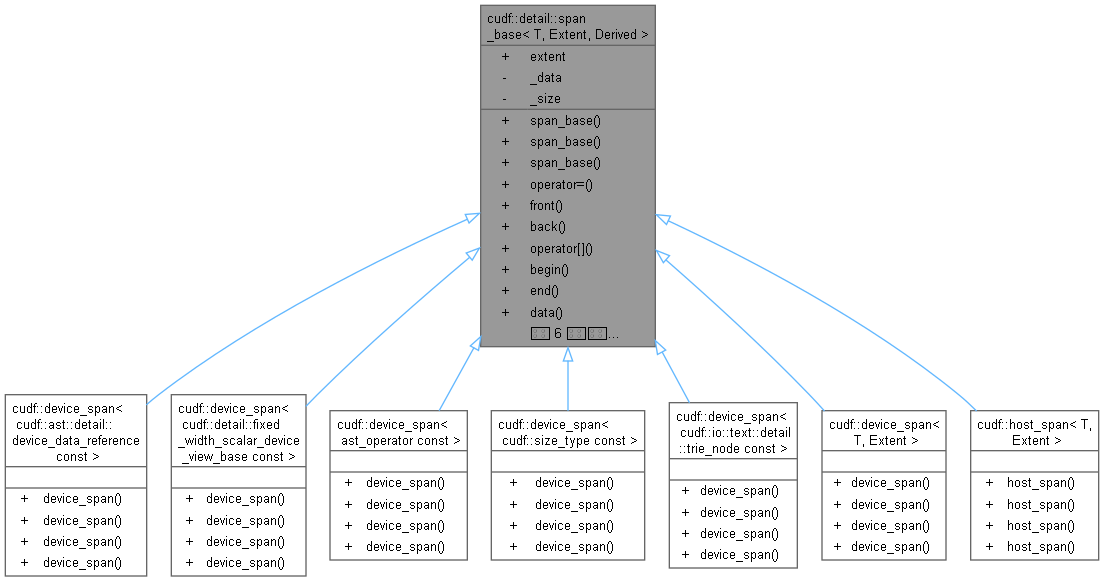 cudf::detail::span
_base< T, Extent, Derived >
+ extent
- _data
- _size
+ span_base()
+ span_base()
+ span_base()
+ operator=()
+ front()
+ back()
+ operator[]()
+ begin()
+ end()
+ data()
6 ...
cudf::device_span<
cudf::ast::detail::
device_data_reference
const >
+ device_span()
+ device_span()
+ device_span()
+ device_span()
cudf::device_span<
cudf::detail::fixed
_width_scalar_device
_view_base const >
+ device_span()
+ device_span()
+ device_span()
+ device_span()
cudf::device_span<
ast_operator const >
+ device_span()
+ device_span()
+ device_span()
+ device_span()
cudf::device_span<
cudf::size_type const >
+ device_span()
+ device_span()
+ device_span()
+ device_span()
cudf::device_span<
cudf::io::text::detail
::trie_node const >
+ device_span()
+ device_span()
+ device_span()
+ device_span()
cudf::device_span<
T, Extent >
+ device_span()
+ device_span()
+ device_span()
+ device_span()
cudf::host_span< T,
Extent >
+ host_span()
+ host_span()
+ host_span()
+ host_span()